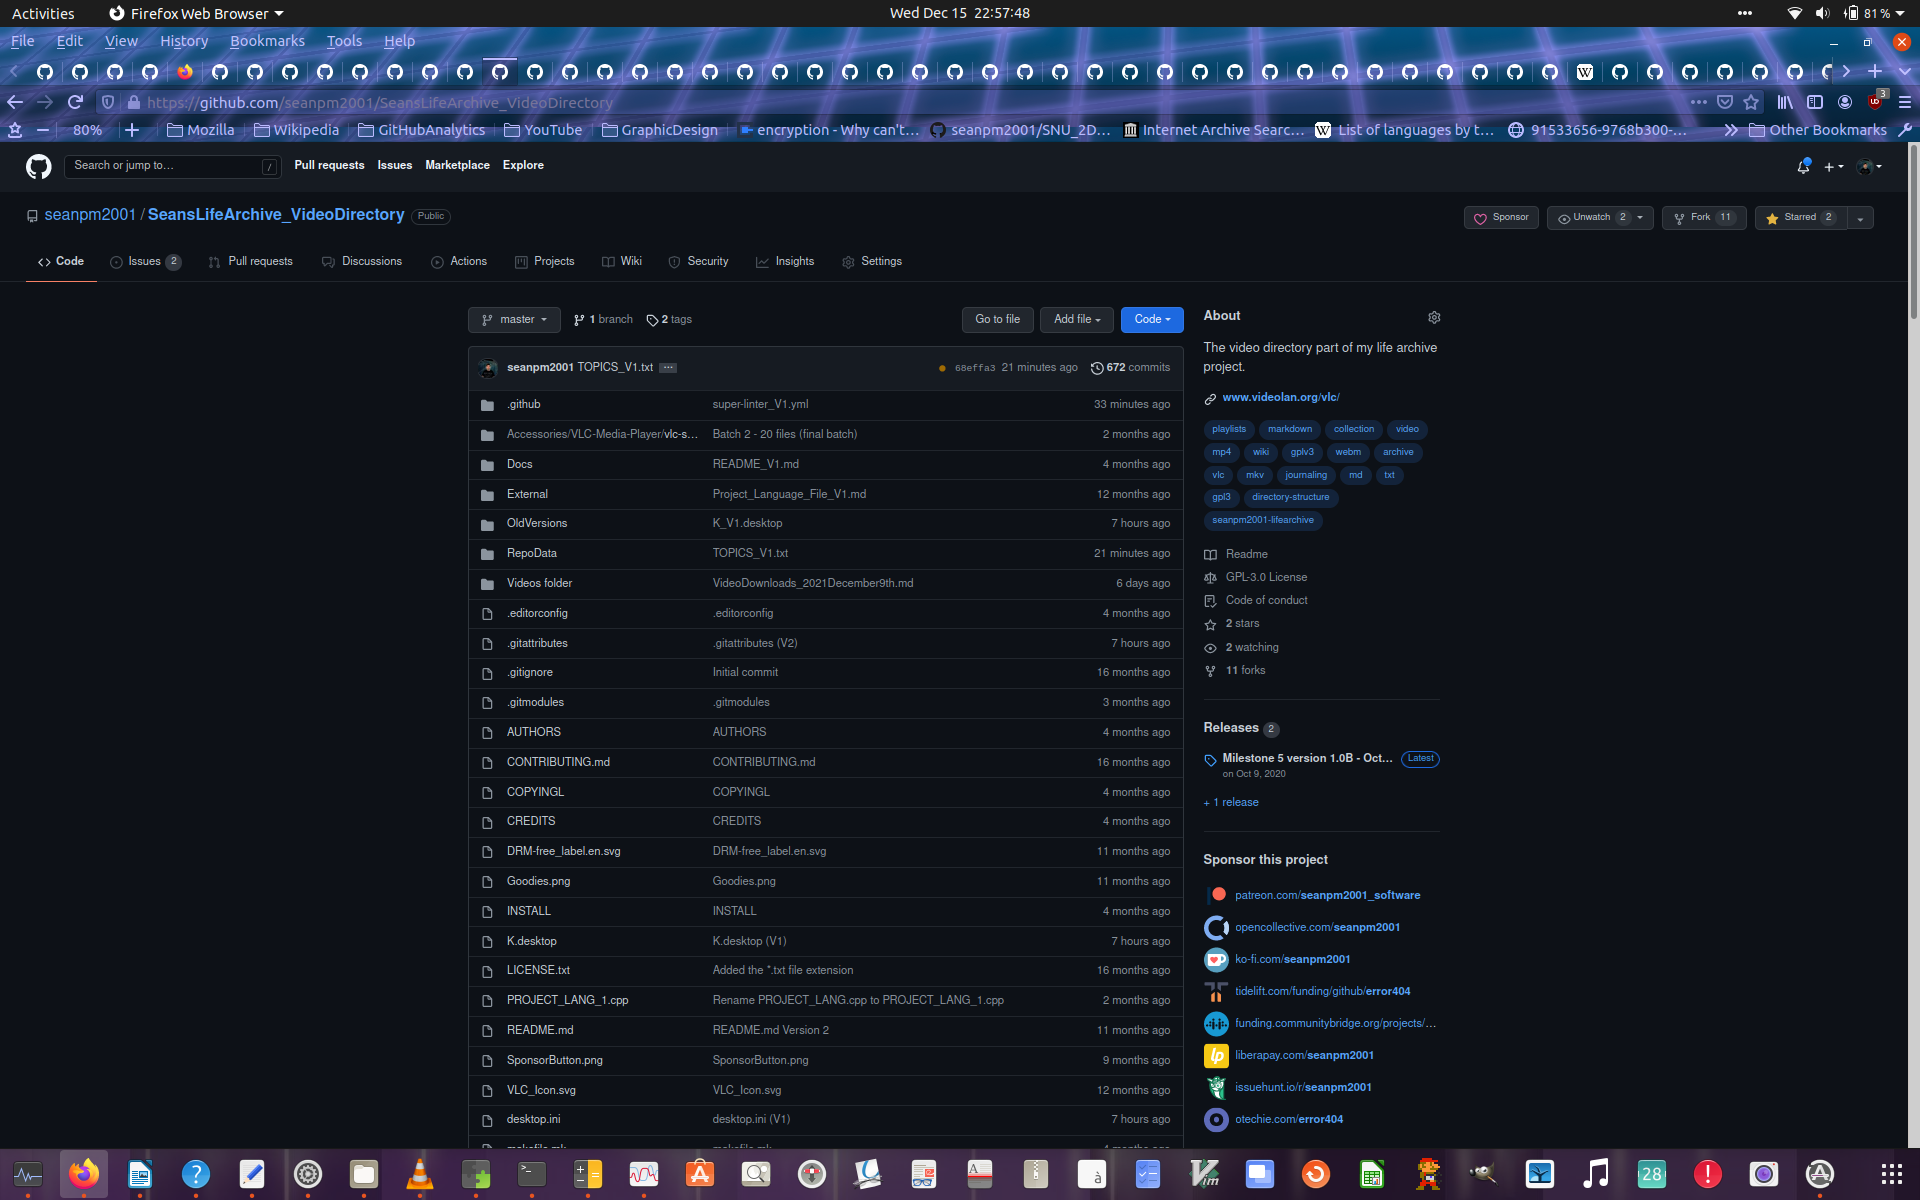 Activities Firefox Web Browser Wed Dec 15 22:57:48 81 %
File Edit View History Bookmarks Tools Help
https://github.com/seanpm2001/SeansLifeArchive_VideoDirectory 3
80% Mozilla Wikipedia GitHubAnalytics YouTube GraphicDesign encryption - Why can't… seanpm2001/SNU_2D… Internet Archive Searc… List of languages by t… 91533656-9768b300-… Other Bookmarks
Search or jump to… / Pull requests Issues Marketplace Explore
seanpm2001 / SeansLifeArchive_VideoDirectory Public Sponsor Unwatch 2 Fork 11 Starred 2
Code Issues 2 Pull requests Discussions Actions Projects Wiki Security Insights Settings
master 1 branch 2 tags Go to file Add file Code
seanpm2001 TOPICS_V1.txt ... 68effa3 21 minutes ago 672 commits
.github super-linter_V1.yml 33 minutes ago
Accessories/VLC-Media-Player/vlc-s… Batch 2 - 20 files (final batch) 2 months ago
Docs README_V1.md 4 months ago
External Project_Language_File_V1.md 12 months ago
OldVersions K_V1.desktop 7 hours ago
RepoData TOPICS_V1.txt 21 minutes ago
Videos folder VideoDownloads_2021December9th.md 6 days ago
.editorconfig .editorconfig 4 months ago
.gitattributes .gitattributes (V2) 7 hours ago
.gitignore Initial commit 16 months ago
.gitmodules .gitmodules 3 months ago
AUTHORS AUTHORS 4 months ago
CONTRIBUTING.md CONTRIBUTING.md 16 months ago
COPYINGL COPYINGL 4 months ago
CREDITS CREDITS 4 months ago
DRM-free_label.en.svg DRM-free_label.en.svg 11 months ago
Goodies.png Goodies.png 11 months ago
INSTALL INSTALL 4 months ago
K.desktop K.desktop (V1) 7 hours ago
LICENSE.txt Added the *.txt file extension 16 months ago
PROJECT_LANG_1.cpp Rename PROJECT_LANG.cpp to PROJECT_LANG_1.cpp 2 months ago
README.md README.md Version 2 11 months ago
SponsorButton.png SponsorButton.png 9 months ago
VLC_Icon.svg VLC_Icon.svg 12 months ago
desktop.ini desktop.ini (V1) 7 hours ago
About
The video directory part of my life archive
project.
www.videolan.org/vlc/
playlists markdown collection video
mp4 wiki gplv3 webm archive
vlc mkv journaling md txt
gpl3 directory-structure
seanpm2001-lifearchive
Readme
GPL-3.0 License
Code of conduct
2 stars
2 watching
11 forks
Releases 2
Milestone 5 version 1.0B - Oct… Latest
on Oct 9, 2020
+ 1 release
Sponsor this project
patreon.com/seanpm2001_software
opencollective.com/seanpm2001
ko-fi.com/seanpm2001
tidelift.com/funding/github/error404
funding.communitybridge.org/projects/…
liberapay.com/seanpm2001
issuehunt.io/r/seanpm2001
otechie.com/error404
28